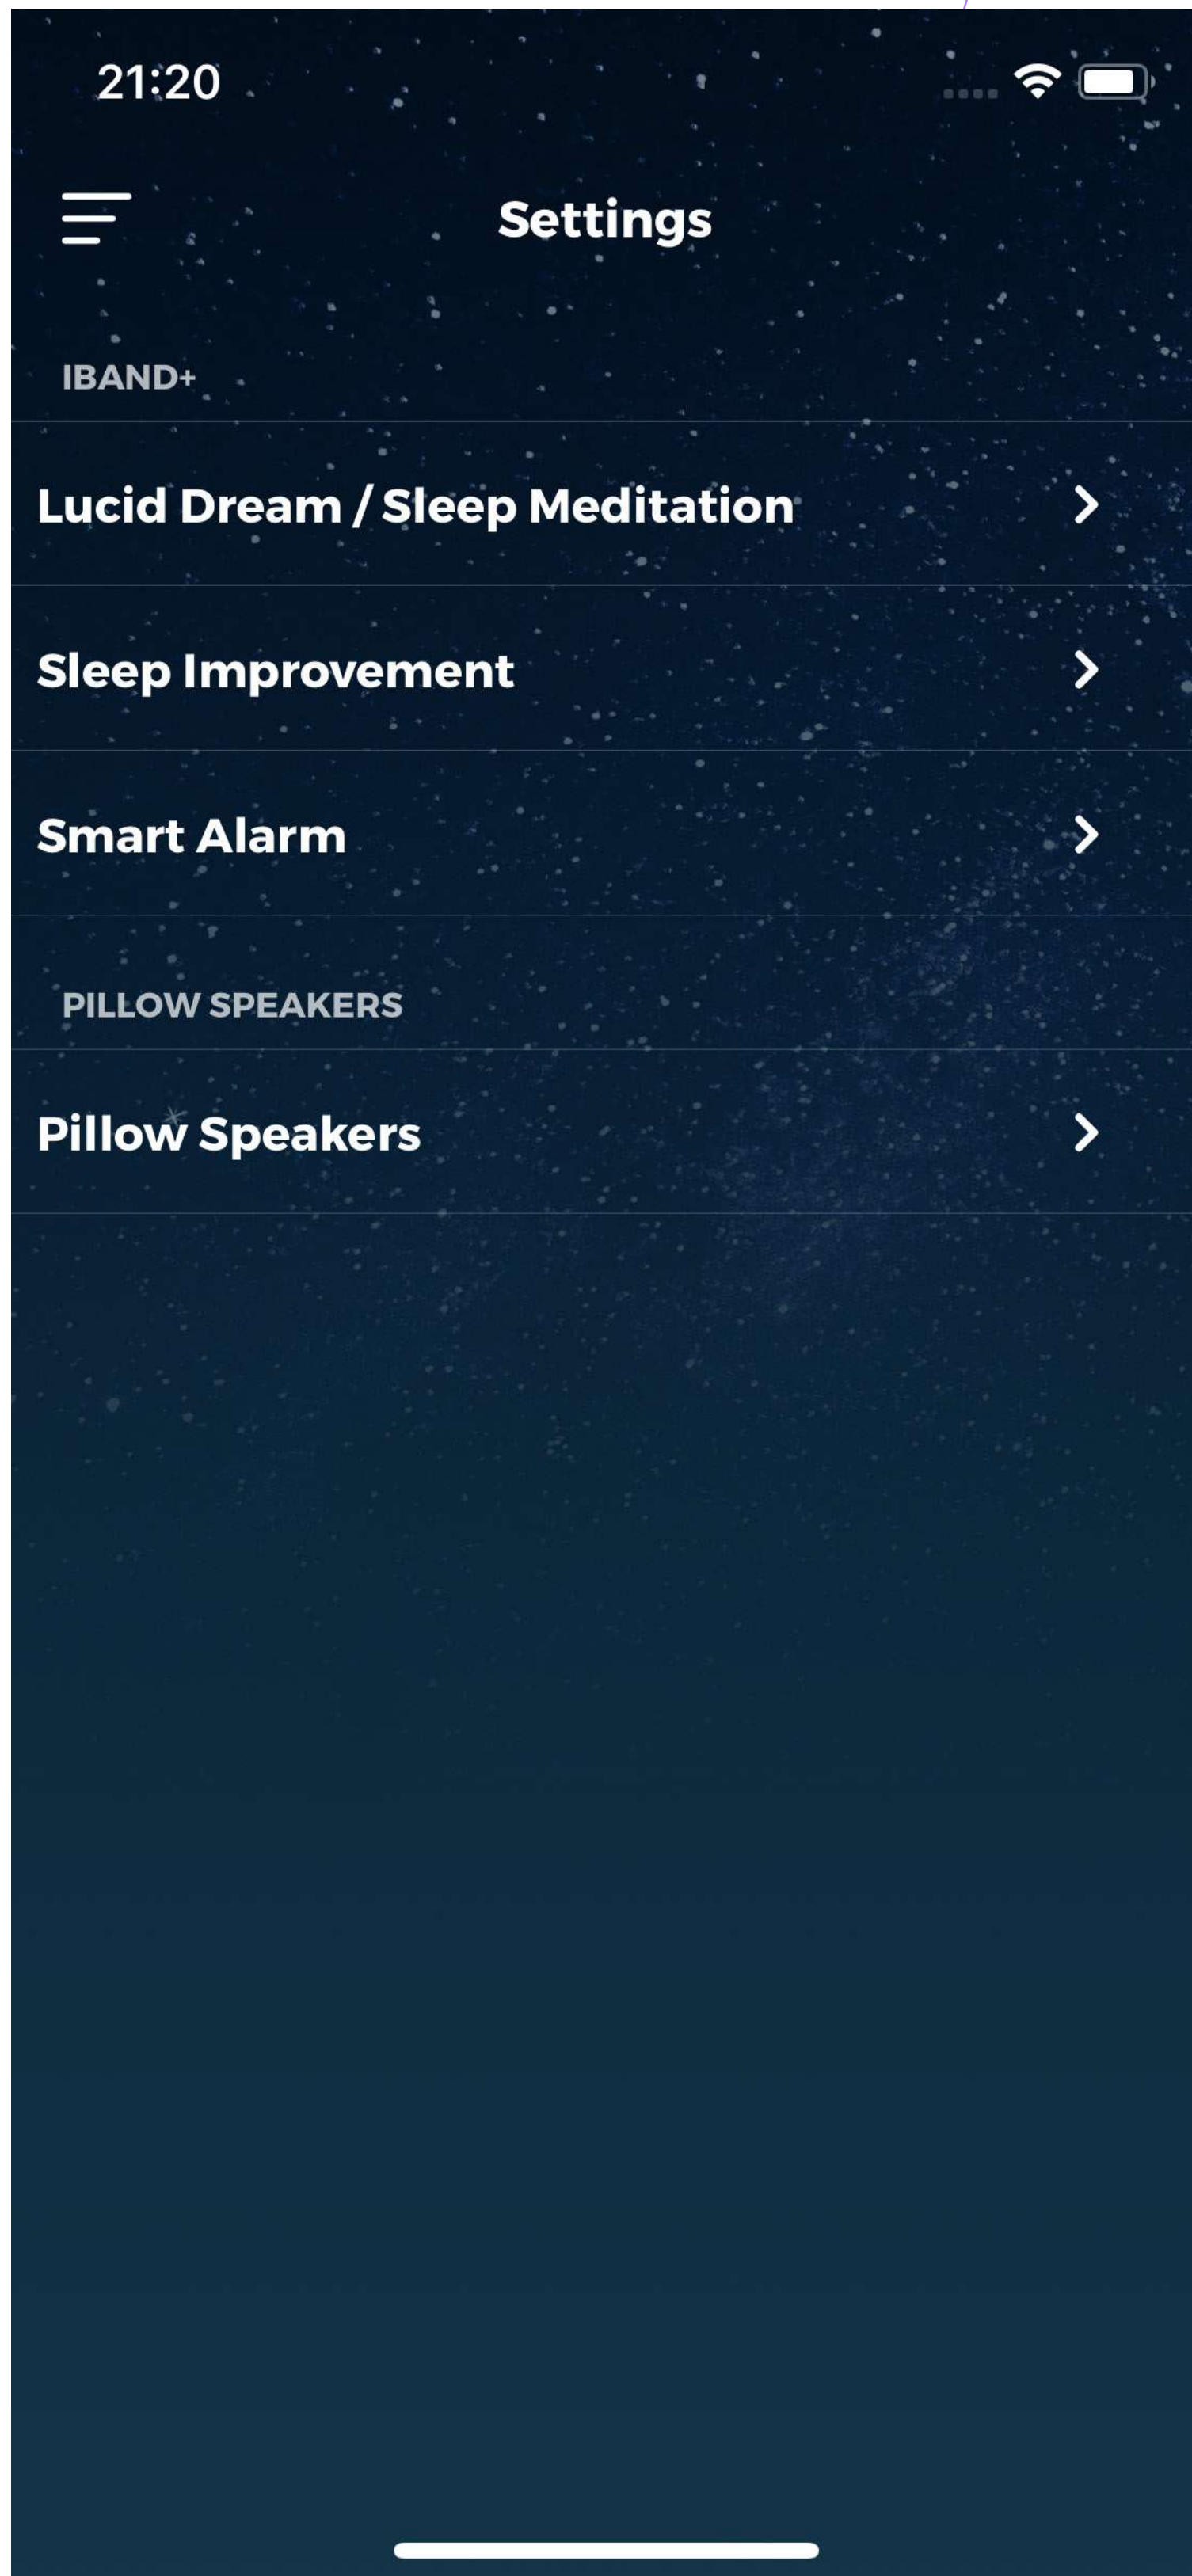 21:20
Settings
IBAND+
Lucid Dream / Sleep Meditation
Sleep Improvement
Smart Alarm
PILLOW SPEAKERS
Pillow Speakers